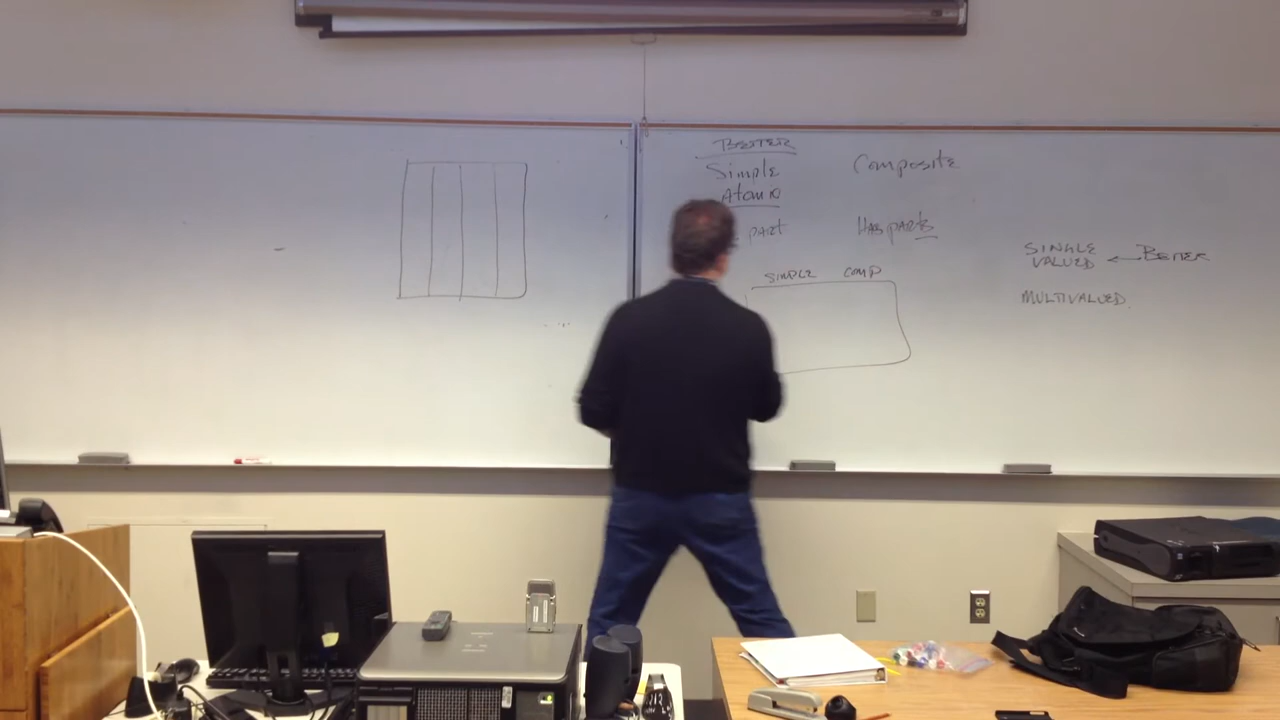 BETTER
Simple
Composite
Atomic
part
Has parts
SIMPLE COMP
SINGLE
VALUED ← BETTER
MULTIVALUED.